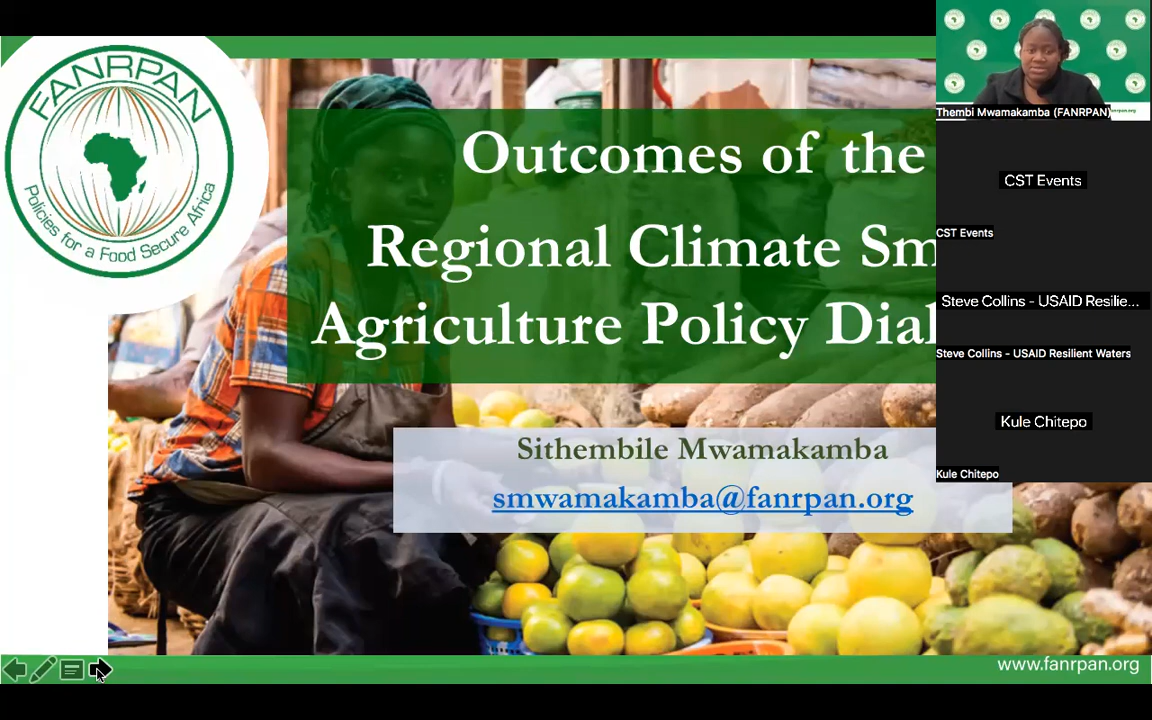 FANRPAN
Policies for a Food Secure Africa
Outcomes of the
Regional Climate Sm
Agriculture Policy Dial
Sithembile Mwamakamba
smwamakamba@fanrpan.org
www.fanrpan.org
Thembi Mwamakamba (FANRPAN)
CST Events
CST Events
Steve Collins - USAID Resilie...
Steve Collins - USAID Resilient Waters
Kule Chitepo
Kule Chitepo